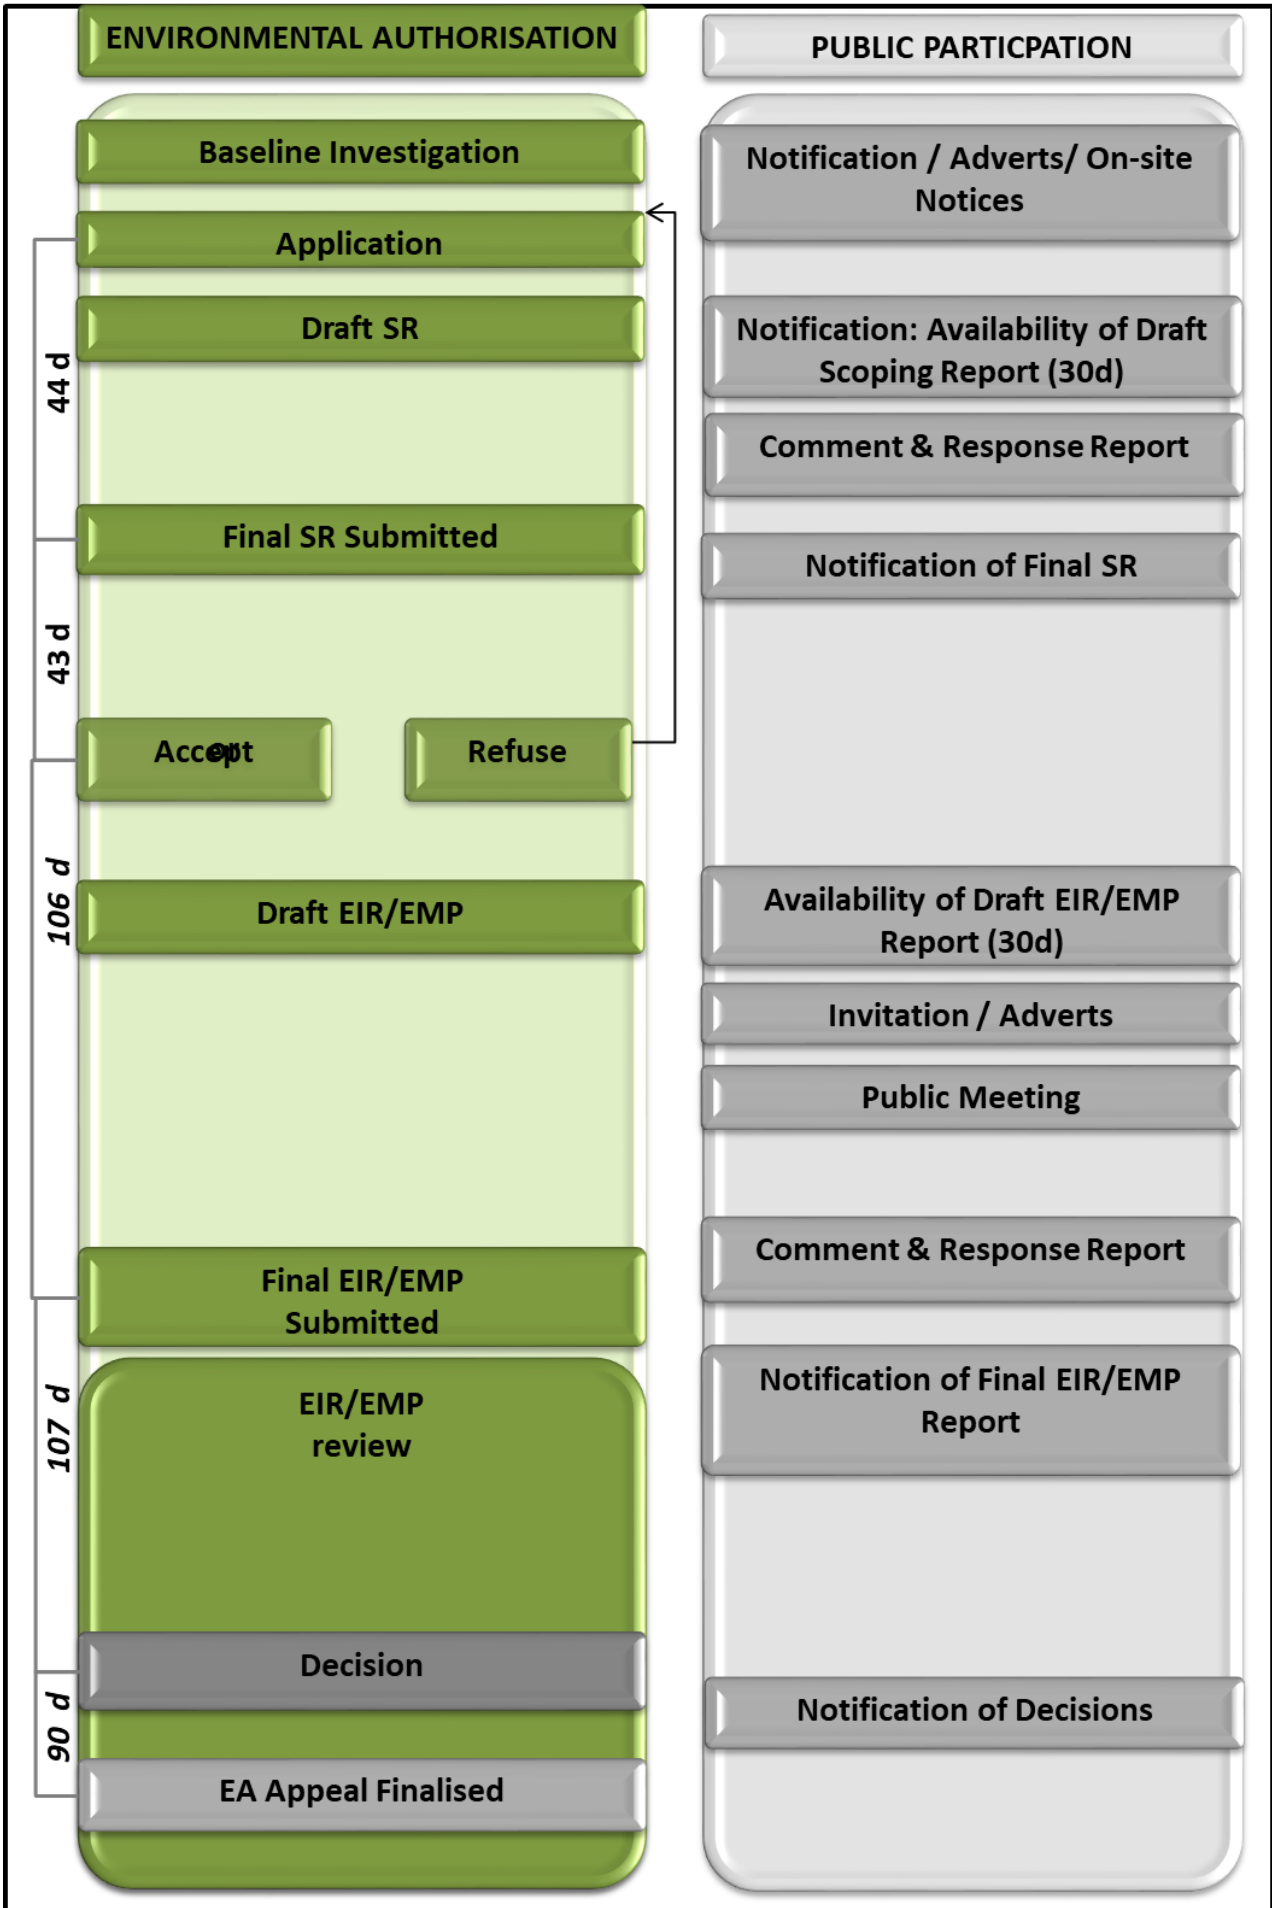 ENVIRONMENTAL AUTHORISATION
Baseline Investigation
Application
Draft SR
44 d
Final SR Submitted
43 d
Accept
or
Refuse
106 d
Draft EIR/EMP
Final EIR/EMP
Submitted
107 d
EIR/EMP
review
Decision
90 d
EA Appeal Finalised
PUBLIC PARTICPATION
Notification / Adverts/ On-site
Notices
Notification: Availability of Draft
Scoping Report (30d)
Comment & Response Report
Notification of Final SR
Availability of Draft EIR/EMP
Report (30d)
Invitation / Adverts
Public Meeting
Comment & Response Report
Notification of Final EIR/EMP
Report
Notification of Decisions